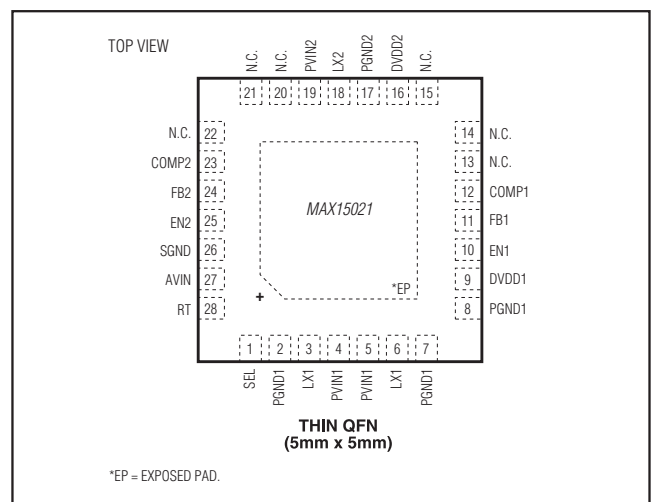 TOP VIEW
N.C.
N.C.
PVIN2
LX2
PGND2
DVDD2
N.C.
21 20 19 18 17 16 15
N.C. 22
COMP2 23
FB2 24
EN2 25
SGND 26
AVIN 27
RT 28
MAX15021
*EP
+
14 N.C.
13 N.C.
12 COMP1
11 FB1
10 EN1
9 DVDD1
8 PGND1
1 2 3 4 5 6 7
SEL
PGND1
LX1
PVIN1
PVIN1
LX1
PGND1
THIN QFN
(5mm x 5mm)
*EP = EXPOSED PAD.